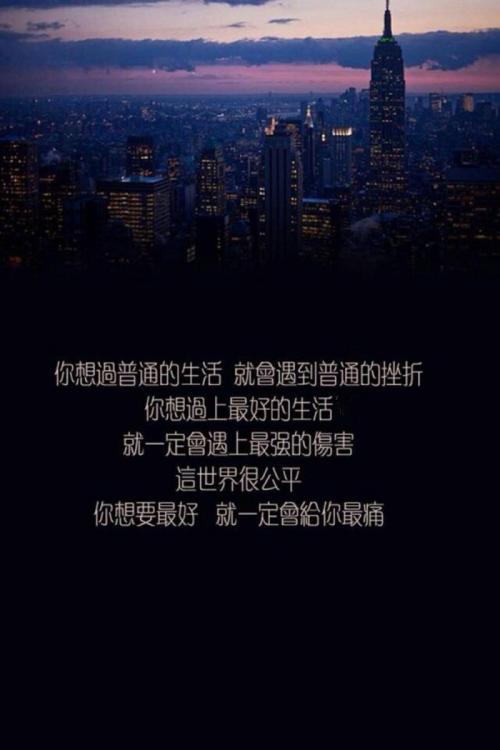 你想過普通的生活 就會遇到普通的挫折
你想過上最好的生活
就一定會遇上最强的傷害
這世界很公平
你想要最好 就一定會給你最痛